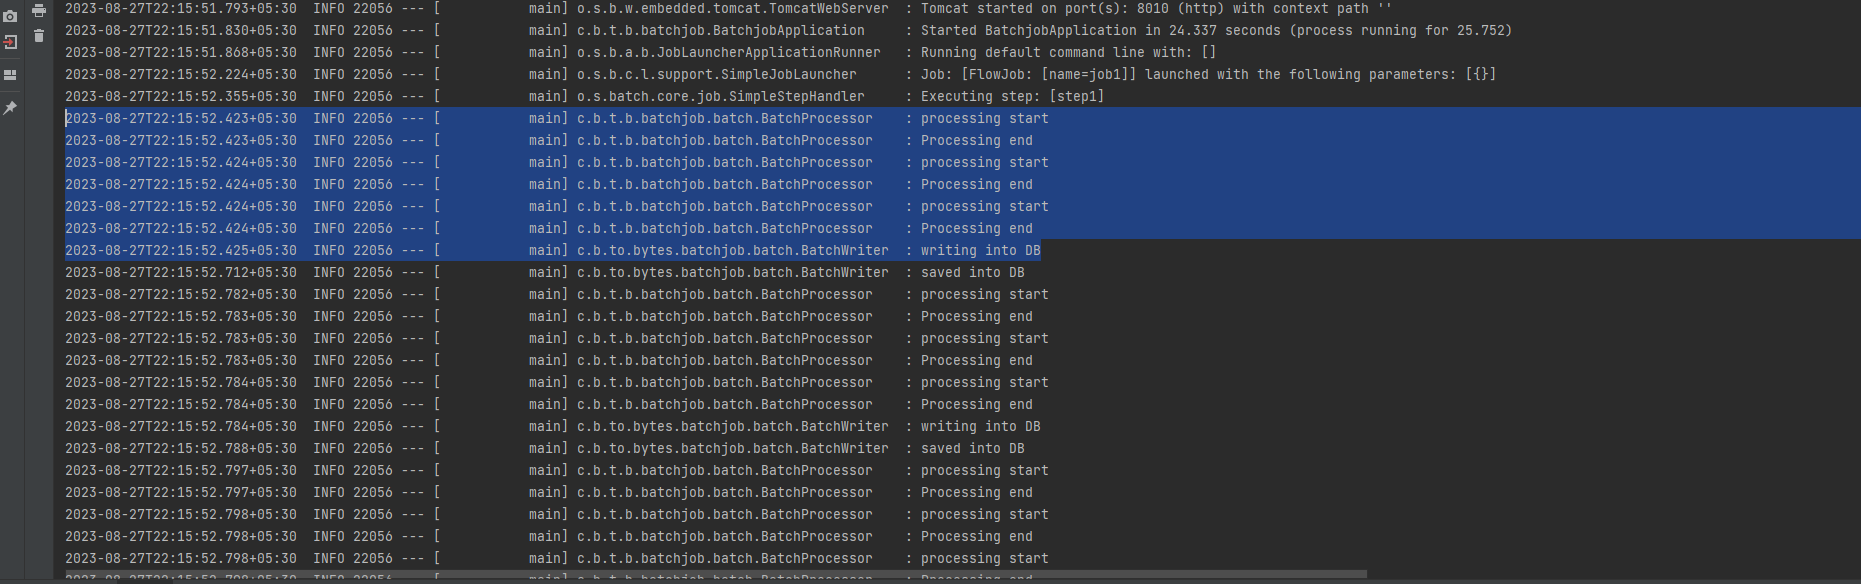 2023-08-27T22:15:51.793+05:30  INFO 22056 --- [           main] o.s.b.w.embedded.tomcat.TomcatWebServer  : Tomcat started on port(s): 8010 (http) with context path ''
2023-08-27T22:15:51.830+05:30  INFO 22056 --- [           main] c.b.t.b.batchjob.BatchjobApplication     : Started BatchjobApplication in 24.337 seconds (process running for 25.752)
2023-08-27T22:15:51.868+05:30  INFO 22056 --- [           main] o.s.b.a.b.JobLauncherApplicationRunner   : Running default command line with: []
2023-08-27T22:15:52.224+05:30  INFO 22056 --- [           main] o.s.b.c.l.support.SimpleJobLauncher      : Job: [FlowJob: [name=job1]] launched with the following parameters: [{}]
2023-08-27T22:15:52.355+05:30  INFO 22056 --- [           main] o.s.batch.core.job.SimpleStepHandler     : Executing step: [step1]
2023-08-27T22:15:52.423+05:30  INFO 22056 --- [           main] c.b.t.b.batchjob.batch.BatchProcessor    : processing start
2023-08-27T22:15:52.423+05:30  INFO 22056 --- [           main] c.b.t.b.batchjob.batch.BatchProcessor    : Processing end
2023-08-27T22:15:52.424+05:30  INFO 22056 --- [           main] c.b.t.b.batchjob.batch.BatchProcessor    : processing start
2023-08-27T22:15:52.424+05:30  INFO 22056 --- [           main] c.b.t.b.batchjob.batch.BatchProcessor    : Processing end
2023-08-27T22:15:52.424+05:30  INFO 22056 --- [           main] c.b.t.b.batchjob.batch.BatchProcessor    : processing start
2023-08-27T22:15:52.424+05:30  INFO 22056 --- [           main] c.b.t.b.batchjob.batch.BatchProcessor    : Processing end
2023-08-27T22:15:52.425+05:30  INFO 22056 --- [           main] c.b.to.bytes.batchjob.batch.BatchWriter  : writing into DB
2023-08-27T22:15:52.712+05:30  INFO 22056 --- [           main] c.b.to.bytes.batchjob.batch.BatchWriter  : saved into DB
2023-08-27T22:15:52.782+05:30  INFO 22056 --- [           main] c.b.t.b.batchjob.batch.BatchProcessor    : processing start
2023-08-27T22:15:52.783+05:30  INFO 22056 --- [           main] c.b.t.b.batchjob.batch.BatchProcessor    : Processing end
2023-08-27T22:15:52.783+05:30  INFO 22056 --- [           main] c.b.t.b.batchjob.batch.BatchProcessor    : processing start
2023-08-27T22:15:52.783+05:30  INFO 22056 --- [           main] c.b.t.b.batchjob.batch.BatchProcessor    : Processing end
2023-08-27T22:15:52.784+05:30  INFO 22056 --- [           main] c.b.t.b.batchjob.batch.BatchProcessor    : processing start
2023-08-27T22:15:52.784+05:30  INFO 22056 --- [           main] c.b.t.b.batchjob.batch.BatchProcessor    : Processing end
2023-08-27T22:15:52.784+05:30  INFO 22056 --- [           main] c.b.to.bytes.batchjob.batch.BatchWriter  : writing into DB
2023-08-27T22:15:52.788+05:30  INFO 22056 --- [           main] c.b.to.bytes.batchjob.batch.BatchWriter  : saved into DB
2023-08-27T22:15:52.797+05:30  INFO 22056 --- [           main] c.b.t.b.batchjob.batch.BatchProcessor    : processing start
2023-08-27T22:15:52.797+05:30  INFO 22056 --- [           main] c.b.t.b.batchjob.batch.BatchProcessor    : Processing end
2023-08-27T22:15:52.798+05:30  INFO 22056 --- [           main] c.b.t.b.batchjob.batch.BatchProcessor    : processing start
2023-08-27T22:15:52.798+05:30  INFO 22056 --- [           main] c.b.t.b.batchjob.batch.BatchProcessor    : Processing end
2023-08-27T22:15:52.798+05:30  INFO 22056 --- [           main] c.b.t.b.batchjob.batch.BatchProcessor    : processing start